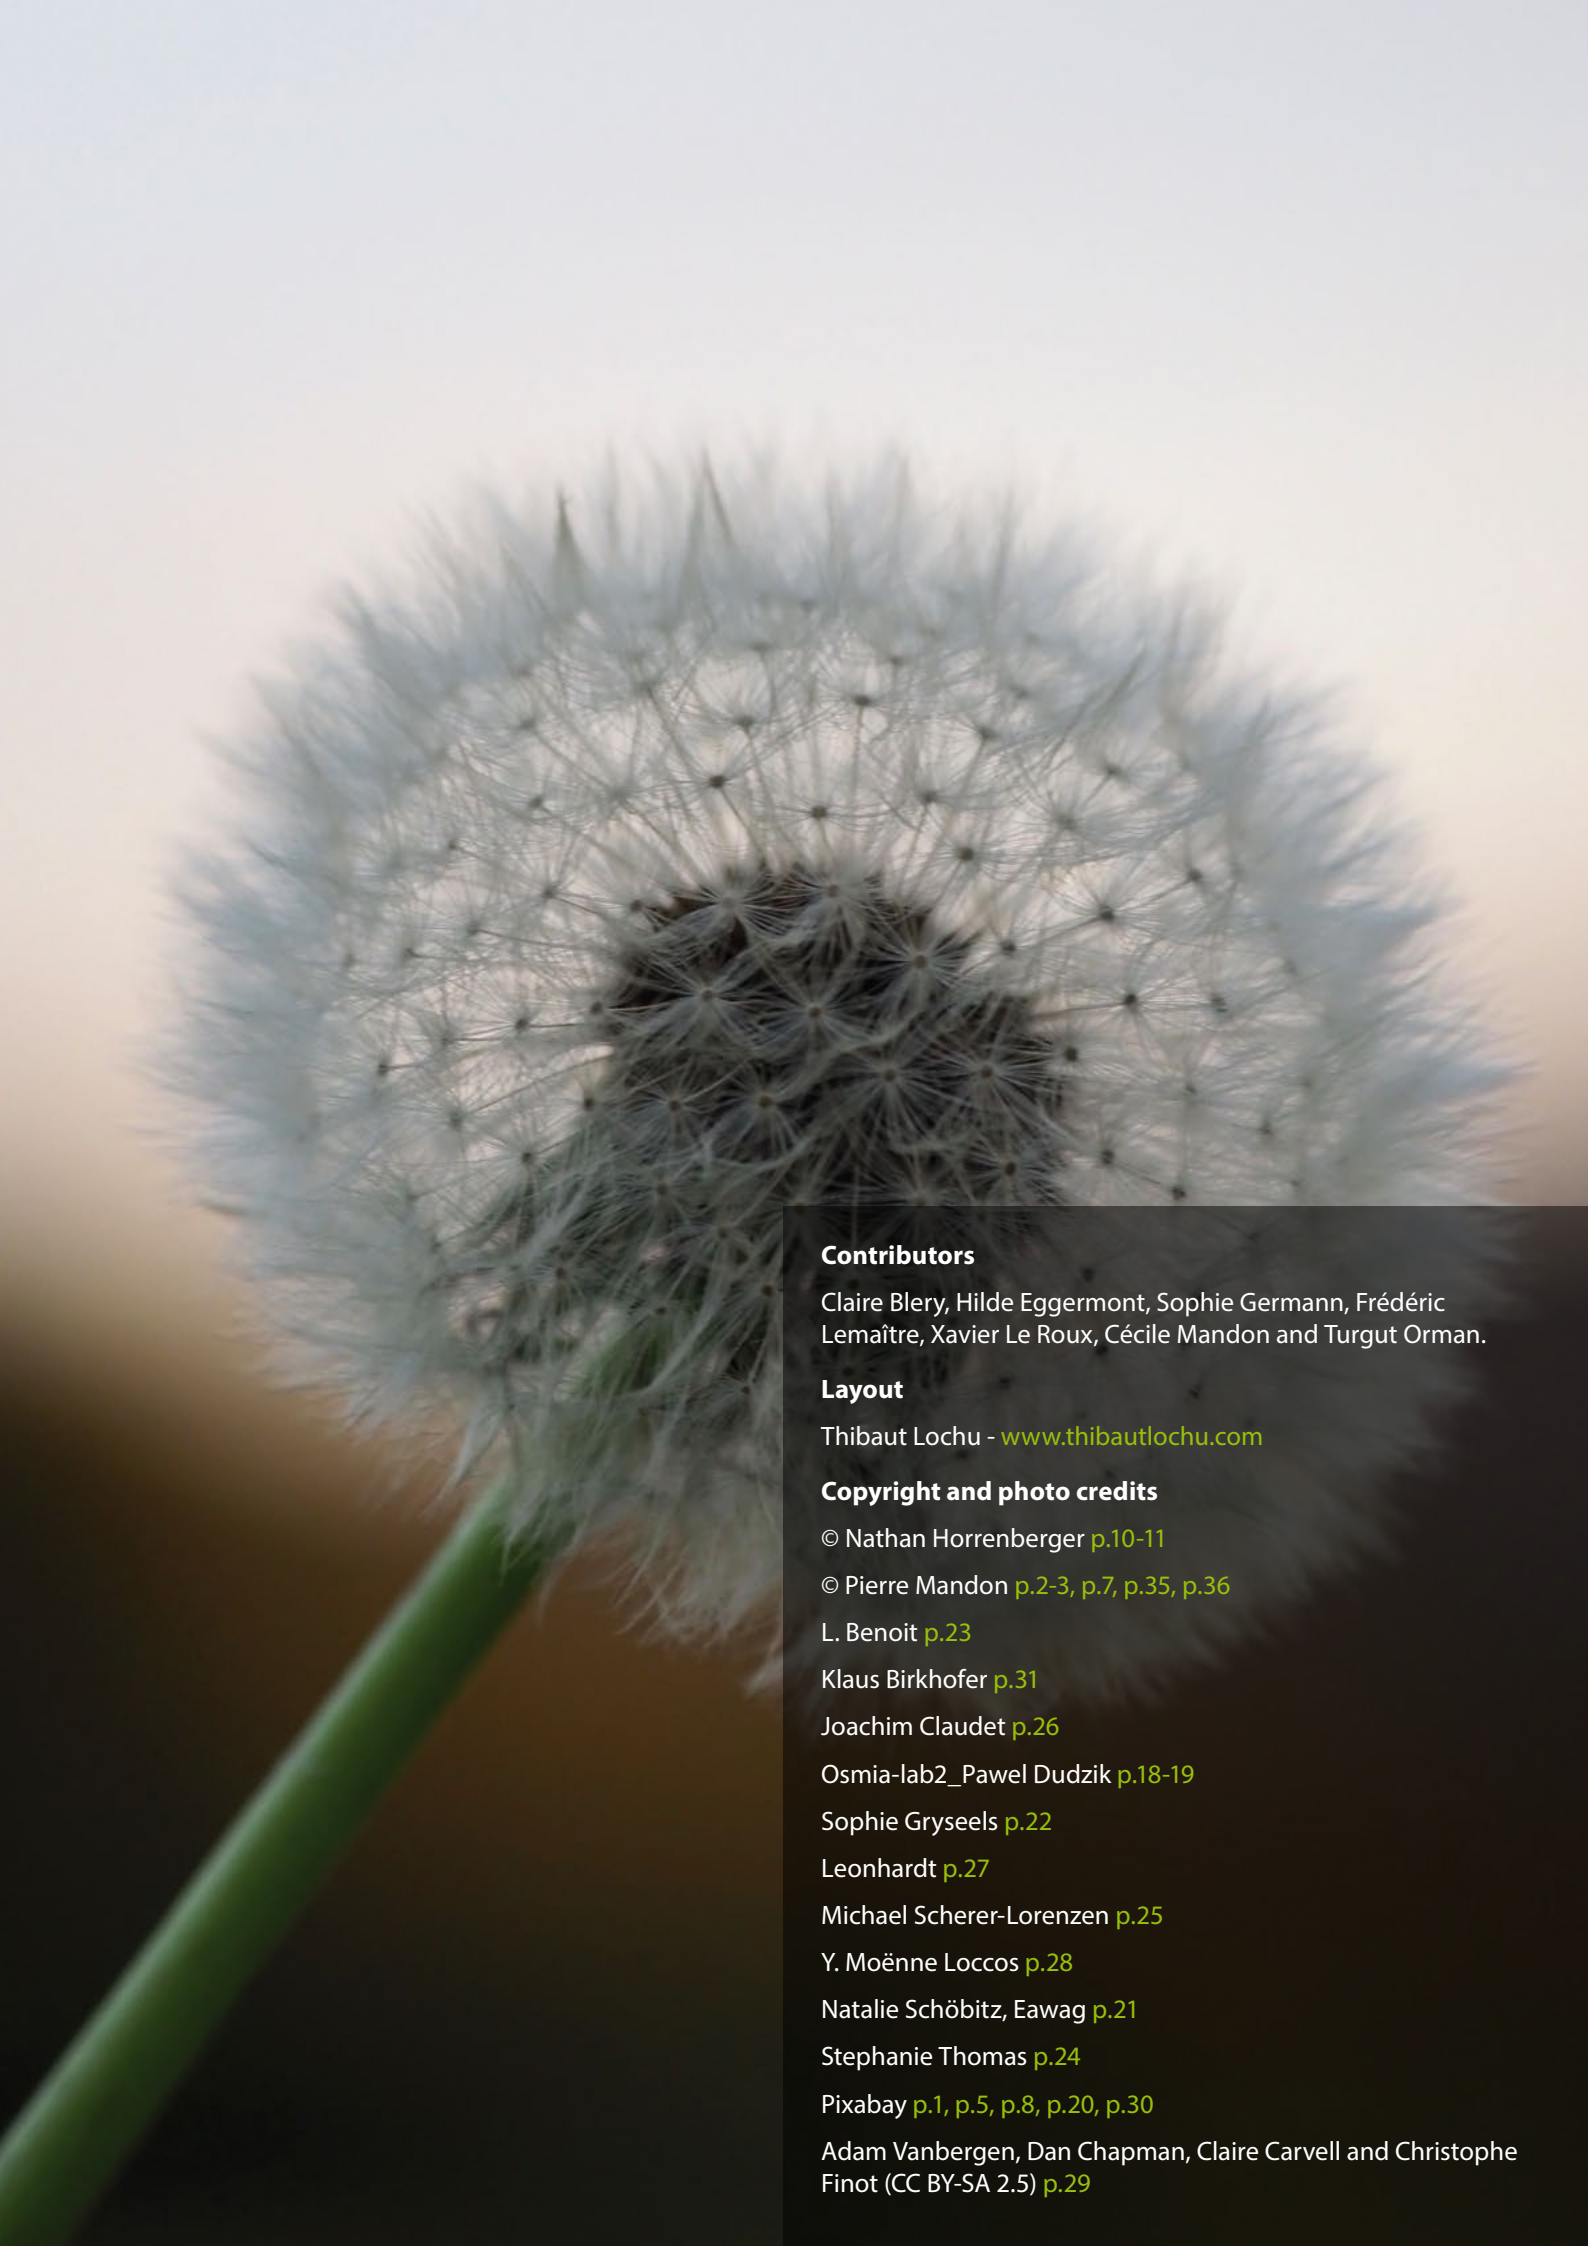 Contributors
Claire Blery, Hilde Eggermont, Sophie Germann, Frédéric
Lemaître, Xavier Le Roux, Cécile Mandon and Turgut Orman.
Layout
Thibaut Lochu - www.thibautlochu.com
Copyright and photo credits
© Nathan Horrenberger p.10-11
© Pierre Mandon p.2-3, p.7, p.35, p.36
L. Benoit p.23
Klaus Birkhofer p.31
Joachim Claudet p.26
Osmia-lab2_Pawel Dudzik p.18-19
Sophie Gryseels p.22
Leonhardt p.27
Michael Scherer-Lorenzen p.25
Y. Moënne Loccos p.28
Natalie Schöbitz, Eawag p.21
Stephanie Thomas p.24
Pixabay p.1, p.5, p.8, p.20, p.30
Adam Vanbergen, Dan Chapman, Claire Carvell and Christophe
Finot (CC BY-SA 2.5) p.29